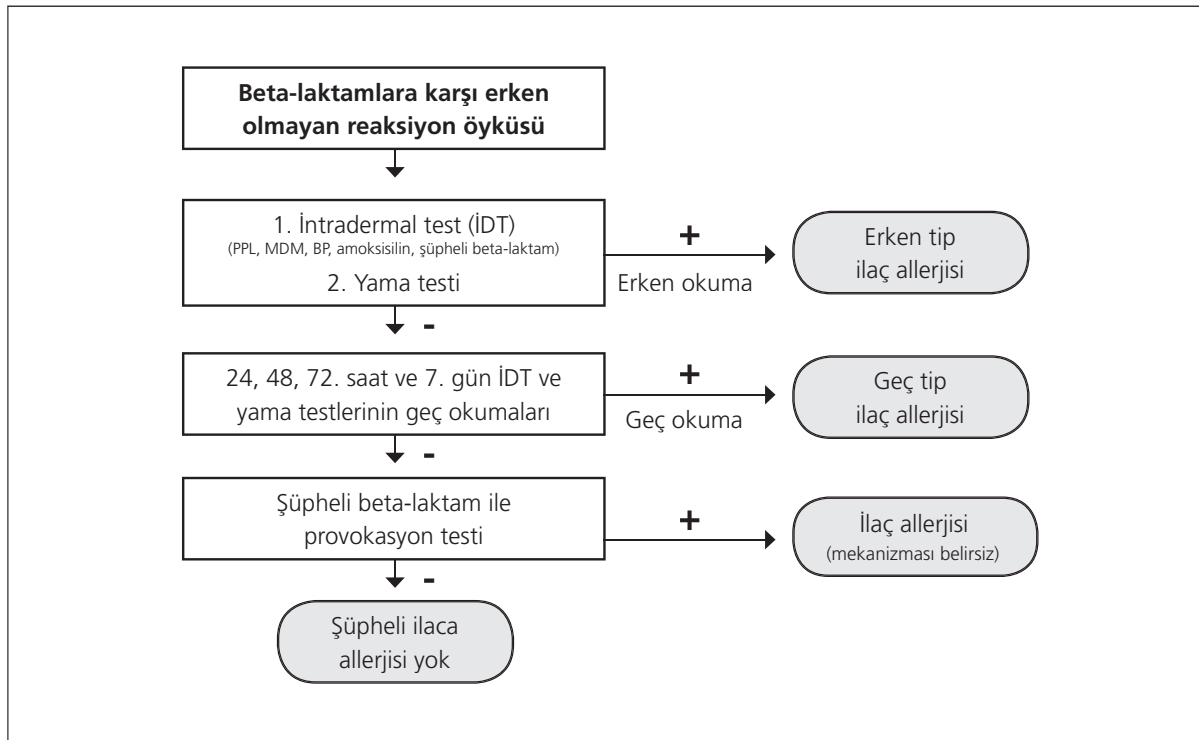 Beta-laktamlara karşı erken
olmayan reaksiyon öyküsü
1. İntradermal test (İDT)
(PPL, MDM, BP, amoksisilin, şüpheli beta-laktam)
2. Yama testi
+
Erken okuma
Erken tip
ilaç allerjisi
-
24, 48, 72. saat ve 7. gün İDT ve
yama testlerinin geç okumaları
+
Geç okuma
Geç tip
ilaç allerjisi
-
Şüpheli beta-laktam ile
provokasyon testi
+
İlaç allerjisi
(mekanizması belirsiz)
-
Şüpheli ilaca
allerjisi yok